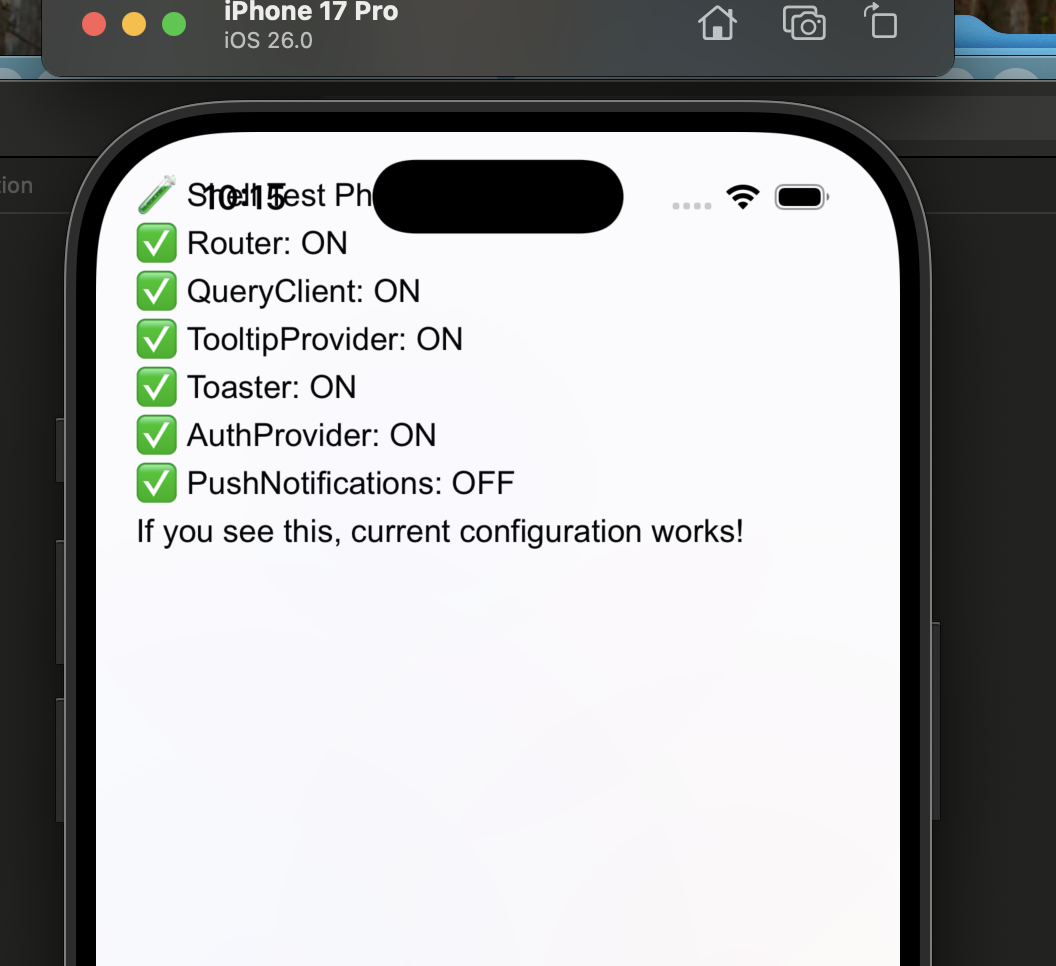 iPhone 17 Pro
iOS 26.0
tion
10:15
🧪 Shell Test Ph
✅ Router: ON
✅ QueryClient: ON
✅ TooltipProvider: ON
✅ Toaster: ON
✅ AuthProvider: ON
✅ PushNotifications: OFF
If you see this, current configuration works!